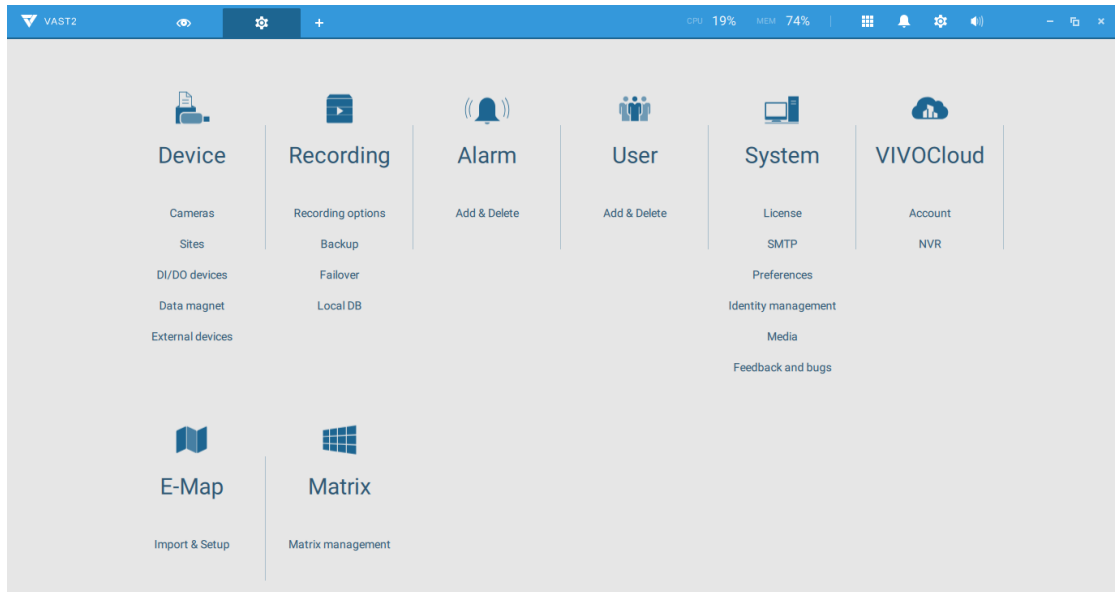 VAST2 CPU 19% MEM 74%
Device Recording Alarm User System VIVOCloud
Cameras Recording options Add & Delete Add & Delete License Account
Sites Backup SMTP NVR
DI/DO devices Failover Preferences
Data magnet Local DB Identity management
External devices Media
Feedback and bugs
E-Map Matrix
Import & Setup Matrix management